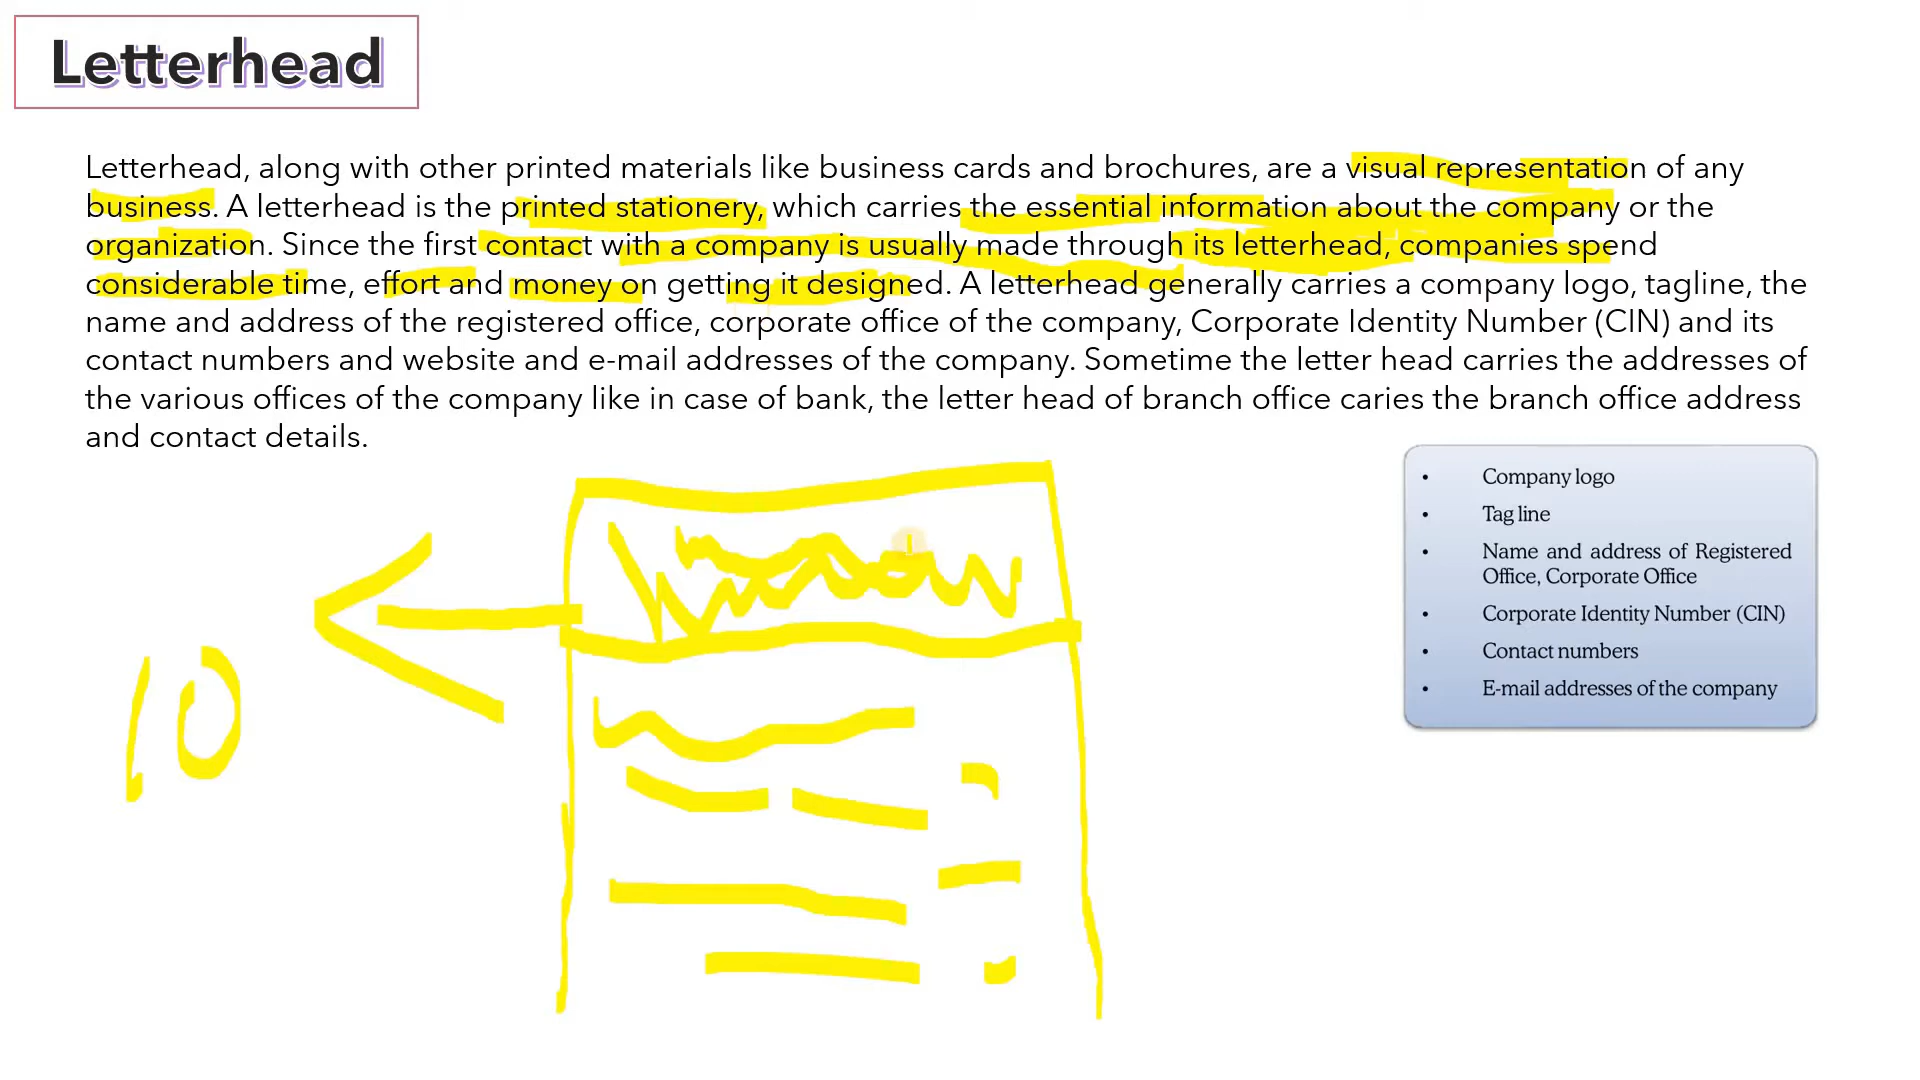 Letterhead
Letterhead, along with other printed materials like business cards and brochures, are a visual representation of any
business. A letterhead is the printed stationery, which carries the essential information about the company or the
organization. Since the first contact with a company is usually made through its letterhead, companies spend
considerable time, effort and money on getting it designed. A letterhead generally carries a company logo, tagline, the
name and address of the registered office, corporate office of the company, Corporate Identity Number (CIN) and its
contact numbers and website and e-mail addresses of the company. Sometime the letter head carries the addresses of
the various offices of the company like in case of bank, the letter head of branch office caries the branch office address
and contact details.
• Company logo
• Tag line
• Name and address of Registered
Office, Corporate Office
• Corporate Identity Number (CIN)
• Contact numbers
• E-mail addresses of the company
10